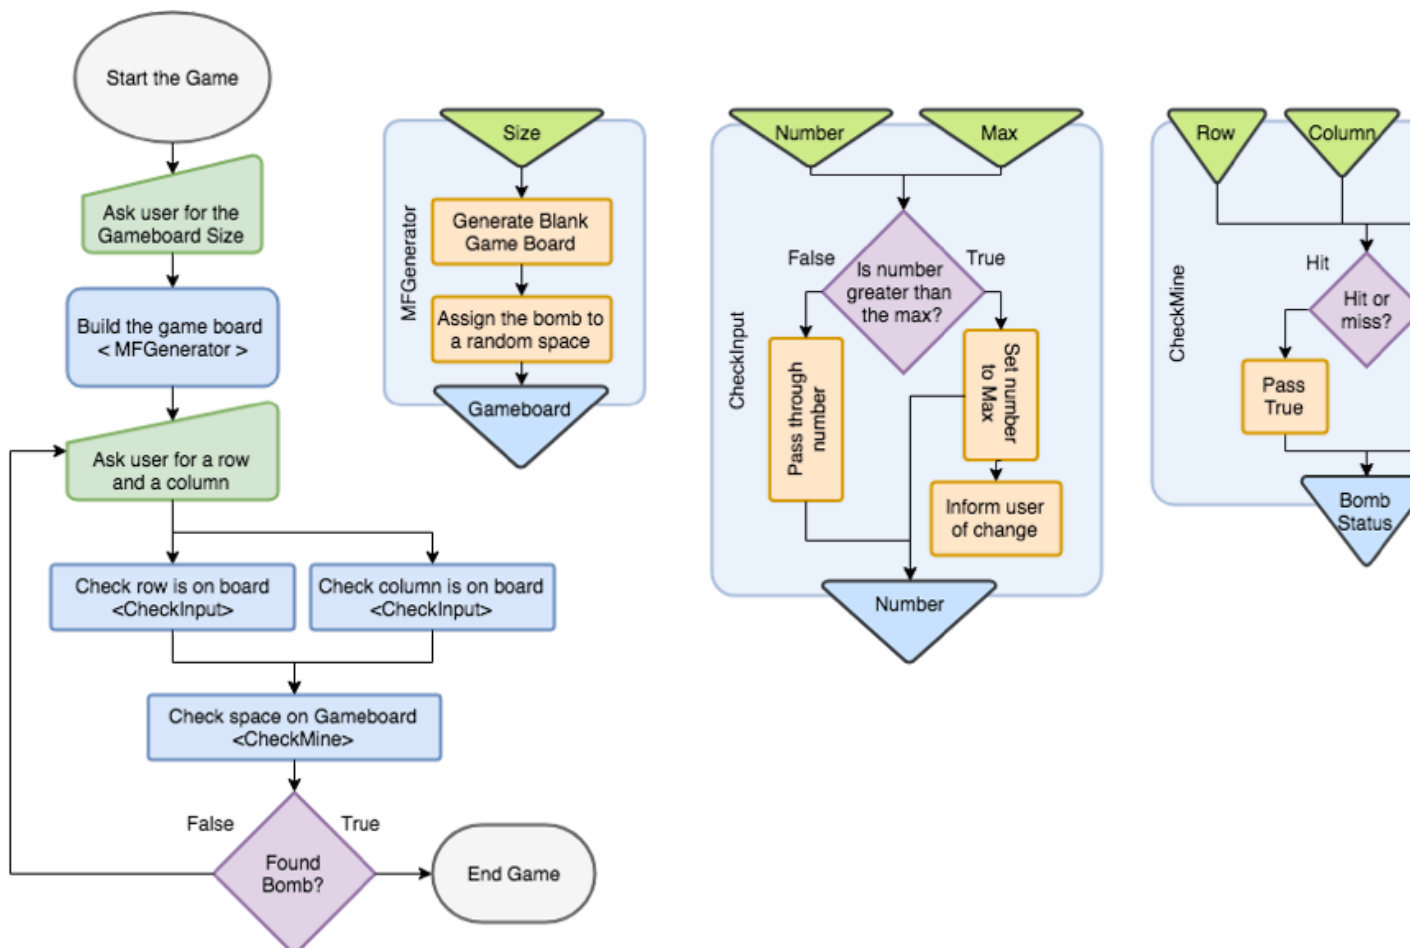 Start the Game
Ask user for the
Gameboard Size
Build the game board
< MFGenerator >
Ask user for a row
and a column
Check row is on board
<CheckInput>
Check column is on board
<CheckInput>
Check space on Gameboard
<CheckMine>
False
True
Found
Bomb?
End Game
MFGenerator
Size
Generate Blank
Game Board
Assign the bomb to
a random space
Gameboard
CheckInput
Number
Max
False
True
Is number
greater than
the max?
Pass through
number
Set number
to Max
Inform user
of change
Number
CheckMine
Row
Column
Hit
Hit or
miss?
Pass
True
Bomb
Status